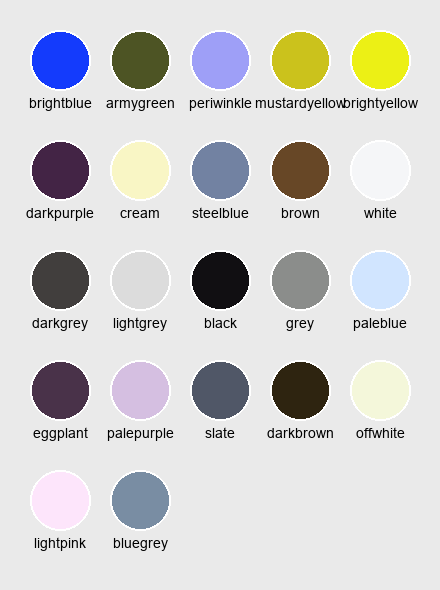 brightblue armygreen periwinkle mustardyellow brightyellow
darkpurple cream steelblue brown white
darkgrey lightgrey black grey paleblue
eggplant palepurple slate darkbrown offwhite
lightpink bluegrey